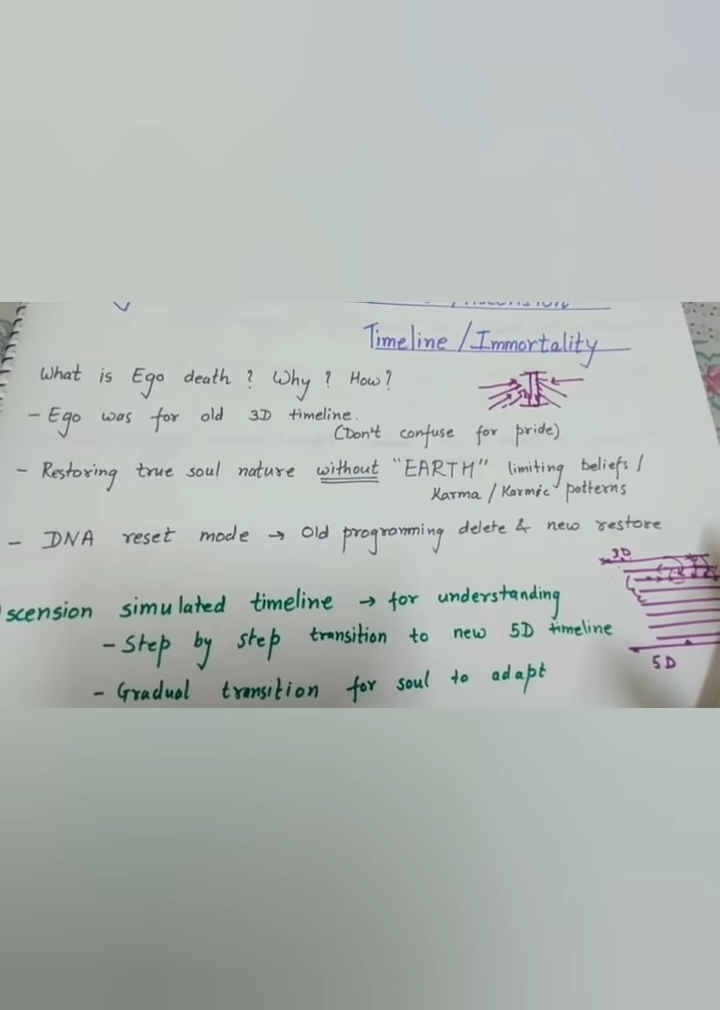 Timeline / Immortality
What is Ego death ? Why ? How ?
- Ego was for old 3D timeline.
(Don't confuse for pride)
- Restoring true soul nature without "EARTH" limiting beliefs /
Karma / Karmic patterns
- DNA reset mode → Old programming delete & new restore
3D
scension simulated timeline → for understanding
- Step by step transition to new 5D timeline
5D
- Gradual transition for soul to adapt